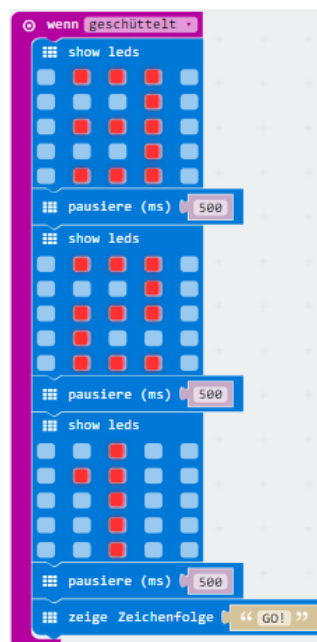 wenn geschüttelt
show leds
pausiere (ms) 500
show leds
pausiere (ms) 500
show leds
pausiere (ms) 500
zeige Zeichenfolge “ GO! ”